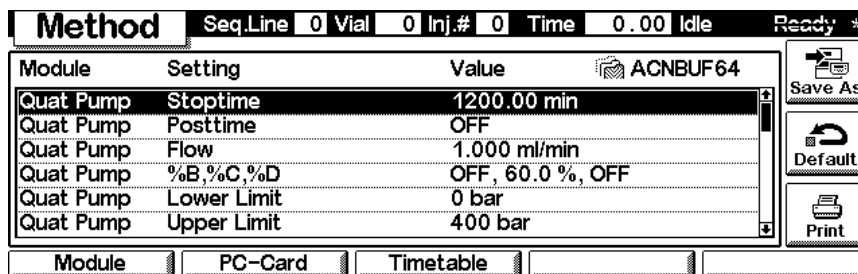 Method Seq.Line 0 Vial 0 Inj.# 0 Time 0.00 Idle Ready *
Module Setting Value ACNBUF64
Quat Pump Stoptime 1200.00 min
Quat Pump Posttime OFF
Quat Pump Flow 1.000 ml/min
Quat Pump %B,%C,%D OFF, 60.0 %, OFF
Quat Pump Lower Limit 0 bar
Quat Pump Upper Limit 400 bar
Save As
Default
Print
Module PC-Card Timetable